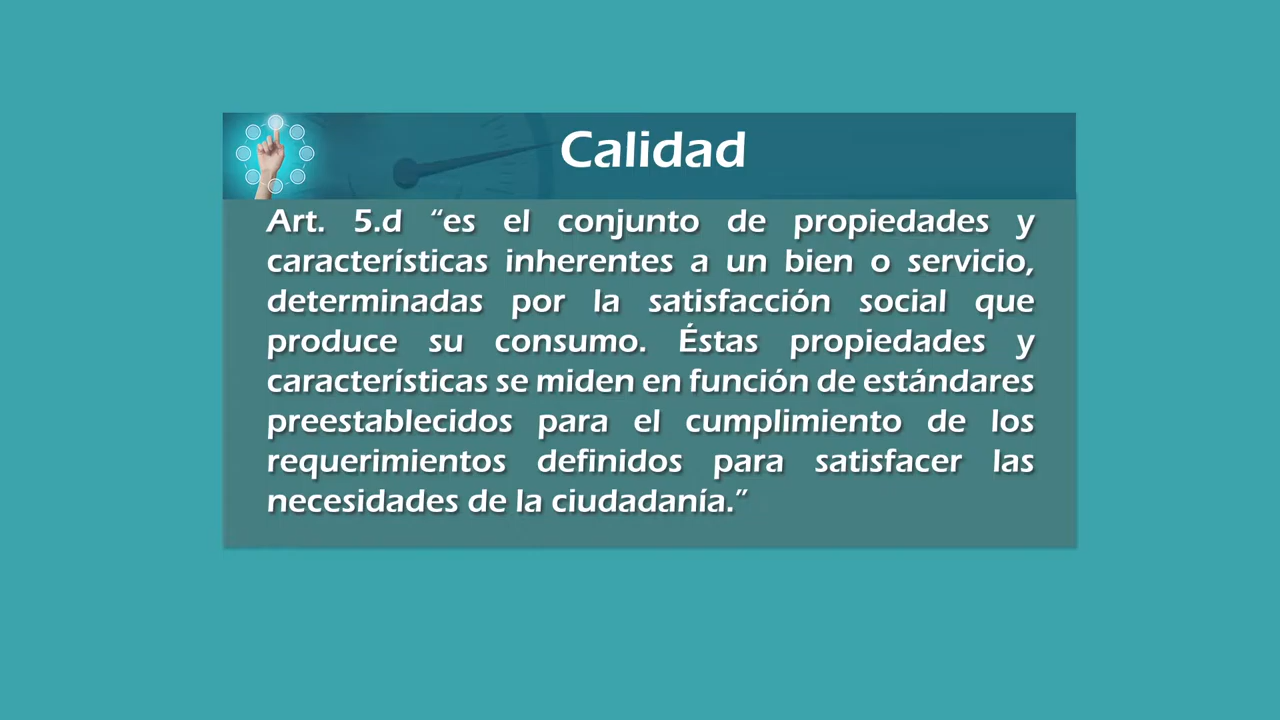 Calidad
Art. 5.d “es el conjunto de propiedades y
características inherentes a un bien o servicio,
determinadas por la satisfacción social que
produce su consumo. Éstas propiedades y
características se miden en función de estándares
preestablecidos para el cumplimiento de los
requerimientos definidos para satisfacer las
necesidades de la ciudadanía.”